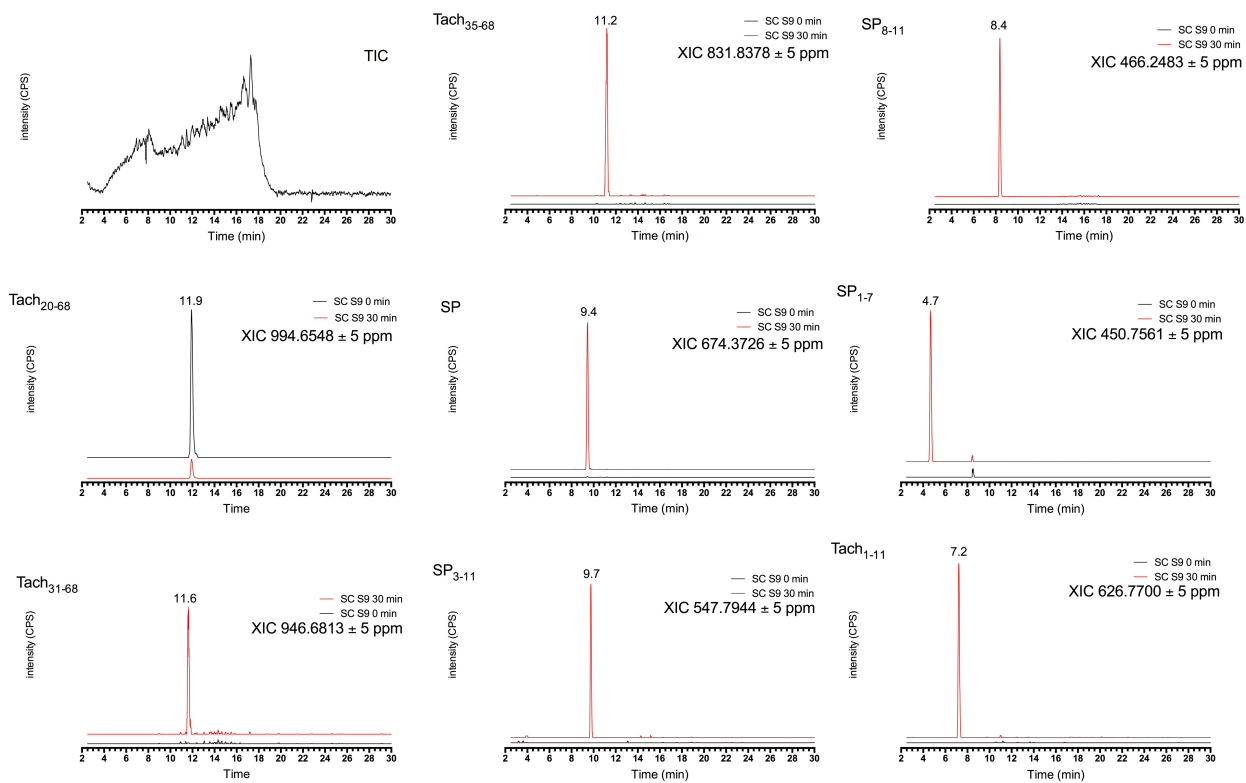 TIC
intensity (CPS)
2 4 6 8 10 12 14 16 18 20 22 24 26 28 30
Time (min)
Tach35-68
11.2
SC S9 0 min
SC S9 30 min
XIC 831.8378 ± 5 ppm
intensity (CPS)
2 4 6 8 10 12 14 16 18 20 22 24 26 28 30
Time (min)
SP8-11
8.4
SC S9 0 min
SC S9 30 min
XIC 466.2483 ± 5 ppm
intensity (CPS)
2 4 6 8 10 12 14 16 18 20 22 24 26 28 30
Time (min)
Tach20-68
11.9
SC S9 0 min
SC S9 30 min
XIC 994.6548 ± 5 ppm
intensity (CPS)
2 4 6 8 10 12 14 16 18 20 22 24 26 28 30
Time
SP
9.4
SC S9 0 min
SC S9 30 min
XIC 674.3726 ± 5 ppm
intensity (CPS)
2 4 6 8 10 12 14 16 18 20 22 24 26 28 30
Time (min)
SP1-7
4.7
SC S9 0 min
SC S9 30 min
XIC 450.7561 ± 5 ppm
intensity (CPS)
2 4 6 8 10 12 14 16 18 20 22 24 26 28 30
Time (min)
Tach31-68
11.6
SC S9 30 min
SC S9 0 min
XIC 946.6813 ± 5 ppm
intensity (CPS)
2 4 6 8 10 12 14 16 18 20 22 24 26 28 30
Time
SP3-11
9.7
SC S9 0 min
SC S9 30 min
XIC 547.7944 ± 5 ppm
intensity (CPS)
2 4 6 8 10 12 14 16 18 20 22 24 26 28 30
Time (min)
Tach1-11
7.2
SC S9 0 min
SC S9 30 min
XIC 626.7700 ± 5 ppm
intensity (CPS)
2 4 6 8 10 12 14 16 18 20 22 24 26 28 30
Time (min)